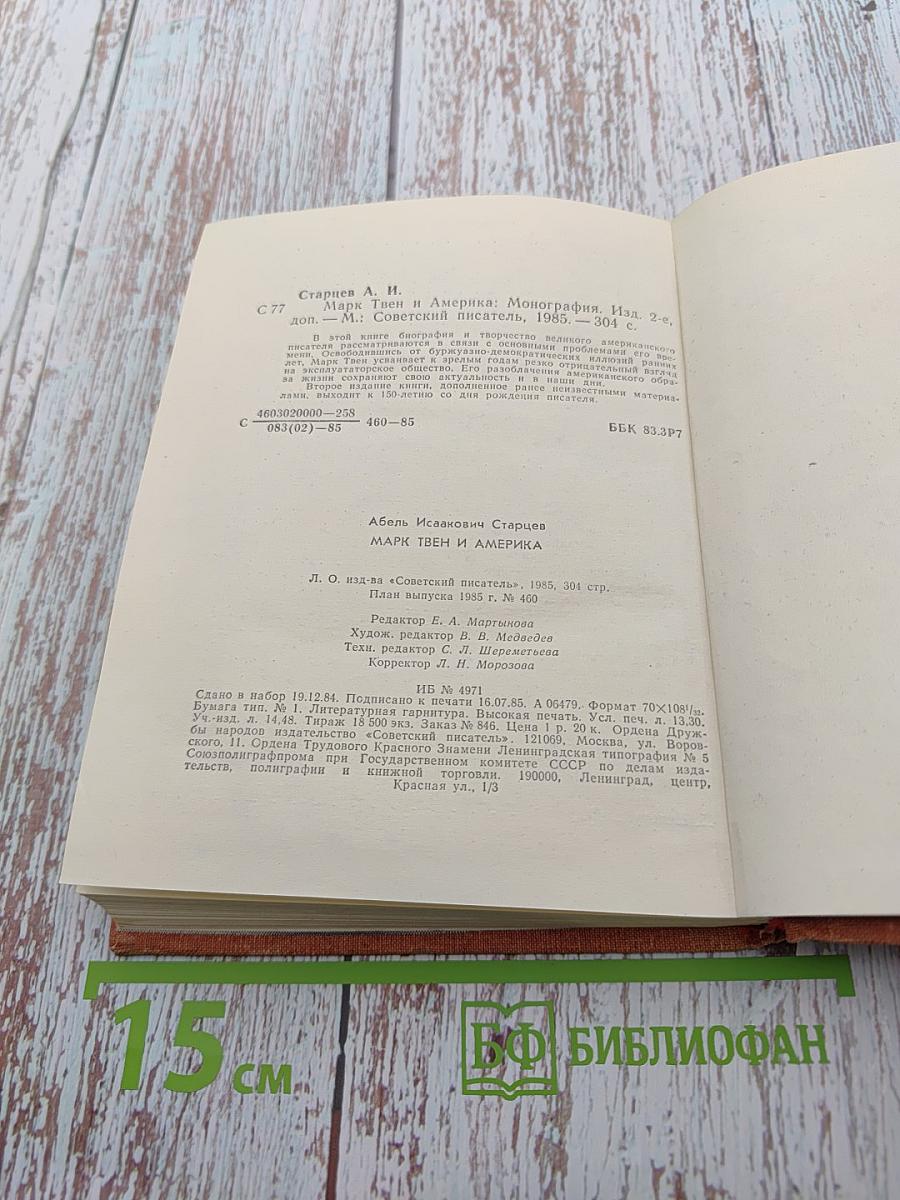 Старцев А. И.
С 77 Марк Твен и Америка: Монография. Изд. 2-е,
доп. — М.: Советский писатель, 1985. — 304 с.
В этой книге биография и творчество великого американского
писателя рассматриваются в связи с основными проблемами его вре-
мени. Освободившись от буржуазно-демократических иллюзий ранних
лет, Марк Твен усваивает к зрелым годам резко отрицательный взгляд
на эксплуататорское общество. Его разоблачения американского обра-
за жизни сохраняют свою актуальность и в наши дни.
Второе издание книги, дополненное ранее неизвестными материа-
лами, выходит к 150-летию со дня рождения писателя.
С 4603020000—258
083(02)—85 460—85 ББК 83.3Р7
Абель Исаакович Старцев
МАРК ТВЕН И АМЕРИКА
Л. О. изд-ва «Советский писатель», 1985, 304 стр.
План выпуска 1985 г. № 460
Редактор Е. А. Мартынова
Худож. редактор В. В. Медведев
Техн. редактор С. Л. Шереметьева
Корректор Л. Н. Морозова
ИБ № 4971
Сдано в набор 19.12.84. Подписано к печати 16.07.85. А 06479. Формат 70×108¹/₃₂.
Бумага тип. № 1. Литературная гарнитура. Высокая печать. Усл. печ. л. 13,30.
Уч.-изд. л. 14,48. Тираж 18 500 экз. Заказ № 846. Цена 1 р. 20 к. Ордена Друж-
бы народов издательство «Советский писатель». 121069, Москва, ул. Воров-
ского, 11. Ордена Трудового Красного Знамени Ленинградская типография № 5
Союзполиграфпрома при Государственном комитете СССР по делам изда-
тельств, полиграфии и книжной торговли. 190000, Ленинград, центр,
Красная ул., 1/3
15 см
БФ БИБЛИОФАН